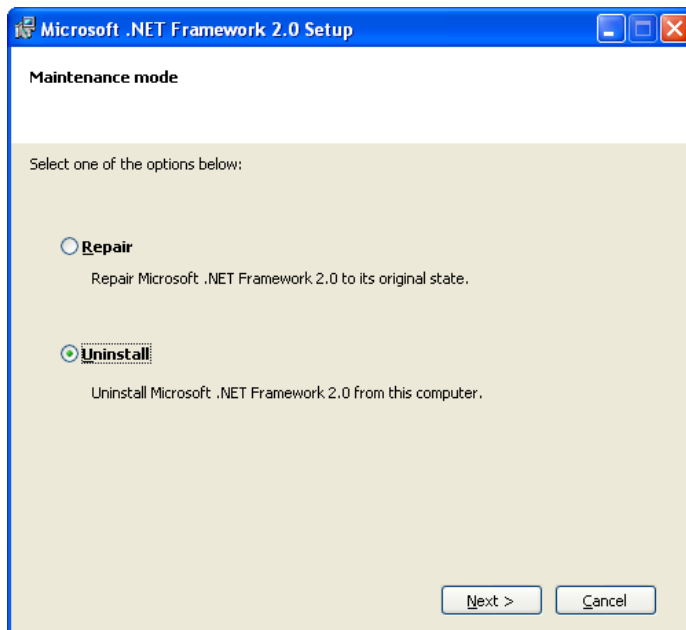 Microsoft .NET Framework 2.0 Setup
Maintenance mode
Select one of the options below:
Repair
Repair Microsoft .NET Framework 2.0 to its original state.
Uninstall
Uninstall Microsoft .NET Framework 2.0 from this computer.
Next > Cancel